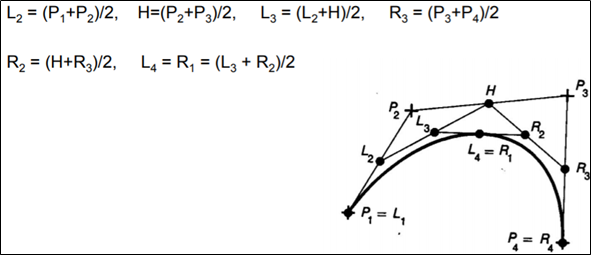 L₂ = (P₁+P₂)/2, H=(P₂+P₃)/2, L₃ = (L₂+H)/2, R₃ = (P₃+P₄)/2
R₂ = (H+R₃)/2, L₄ = R₁ = (L₃ + R₂)/2
H
P₃
P₂
L₃
R₂
L₂
L₄ = R₁
R₃
P₁ = L₁
P₄ = R₄